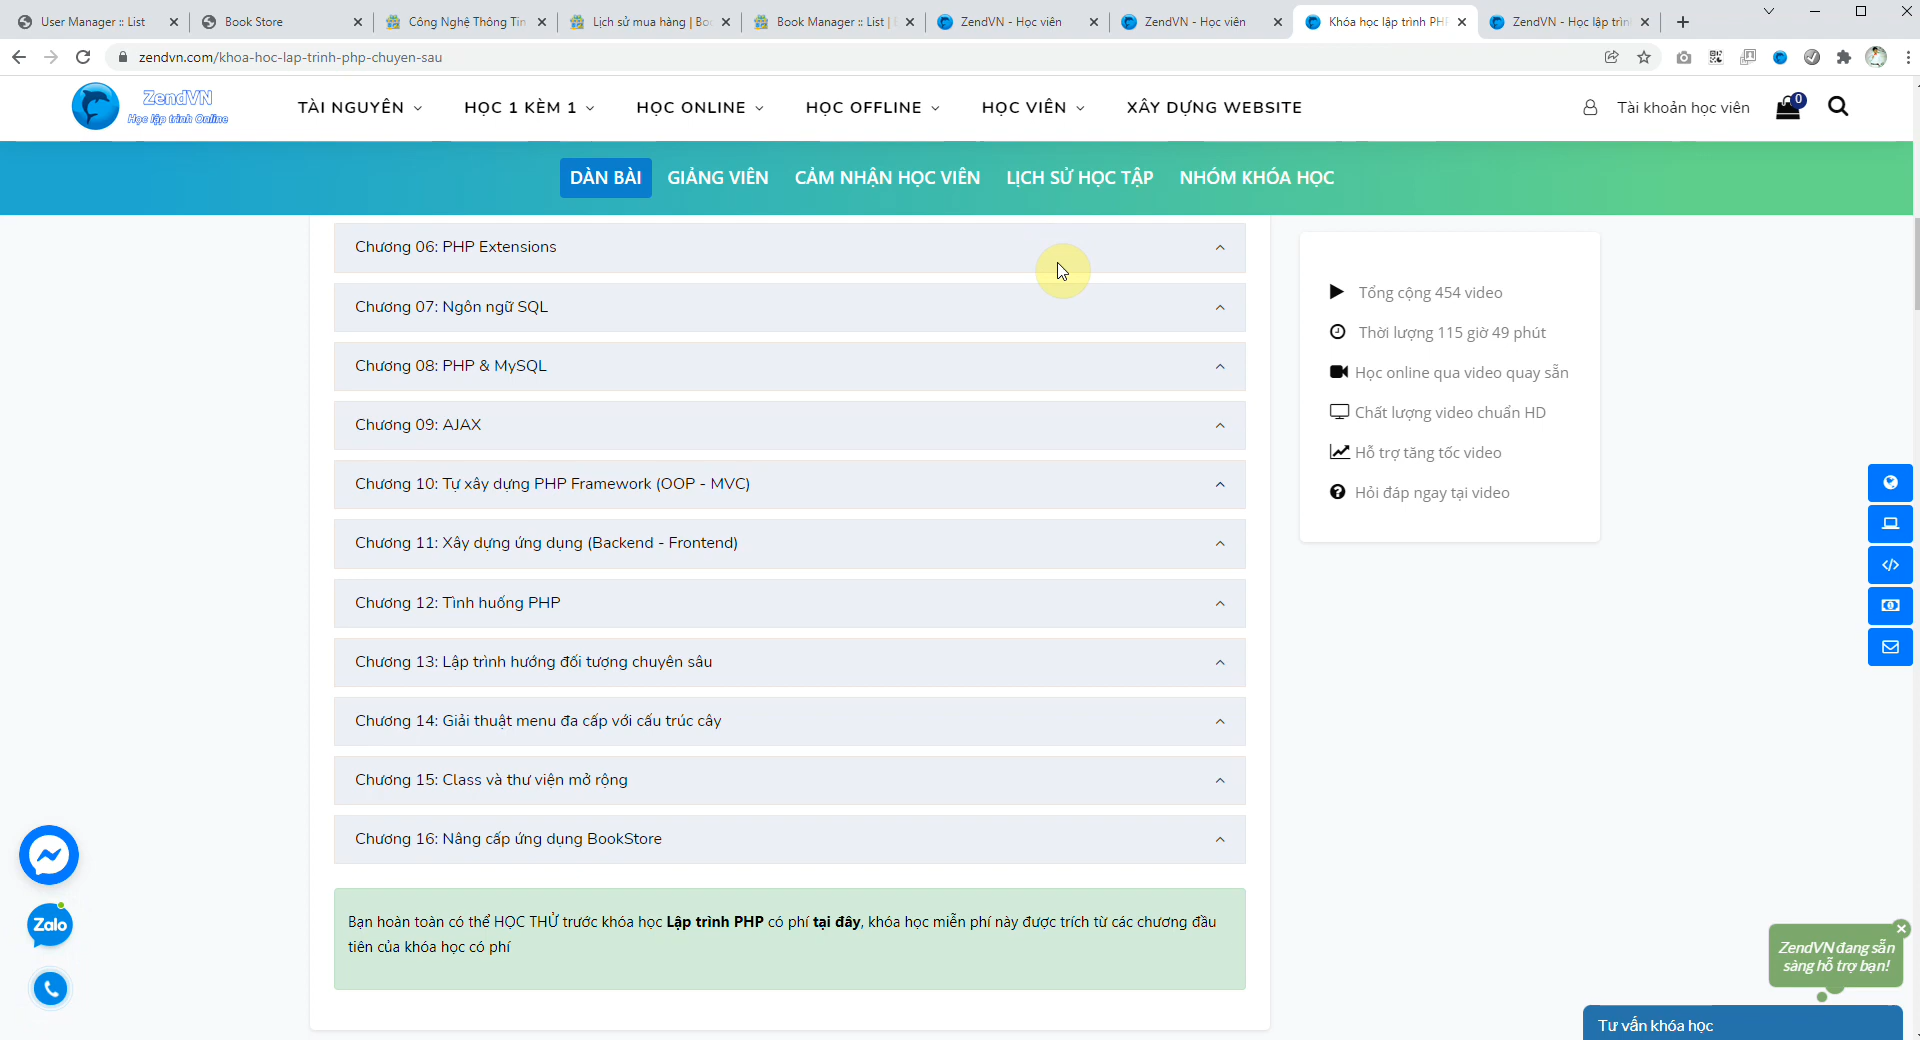 User Manager :: List
Book Store
Công Nghệ Thông Tin
Lịch sử mua hàng | Bo
Book Manager :: List |
ZendVN - Học viên
ZendVN - Học viên
Khóa học lập trình PH
ZendVN - Học lập trìn
zendvn.com/khoa-hoc-lap-trinh-php-chuyen-sau
ZendVN
Học lập trình Online
TÀI NGUYÊN
HỌC 1 KÈM 1
HỌC ONLINE
HỌC OFFLINE
HỌC VIÊN
XÂY DỰNG WEBSITE
Tài khoản học viên
0
DÀN BÀI
GIẢNG VIÊN
CẢM NHẬN HỌC VIÊN
LỊCH SỬ HỌC TẬP
NHÓM KHÓA HỌC
Chương 06: PHP Extensions
Chương 07: Ngôn ngữ SQL
Chương 08: PHP & MySQL
Chương 09: AJAX
Chương 10: Tự xây dựng PHP Framework (OOP - MVC)
Chương 11: Xây dựng ứng dụng (Backend - Frontend)
Chương 12: Tình huống PHP
Chương 13: Lập trình hướng đối tượng chuyên sâu
Chương 14: Giải thuật menu đa cấp với cấu trúc cây
Chương 15: Class và thư viện mở rộng
Chương 16: Nâng cấp ứng dụng BookStore
Bạn hoàn toàn có thể HỌC THỬ trước khóa học Lập trình PHP có phí tại đây, khóa học miễn phí này được trích từ các chương đầu
tiên của khóa học có phí
Tổng cộng 454 video
Thời lượng 115 giờ 49 phút
Học online qua video quay sẵn
Chất lượng video chuẩn HD
Hỗ trợ tăng tốc video
Hỏi đáp ngay tại video
Zalo
ZendVN đang sẵn
sàng hỗ trợ bạn!
Tư vấn khóa học